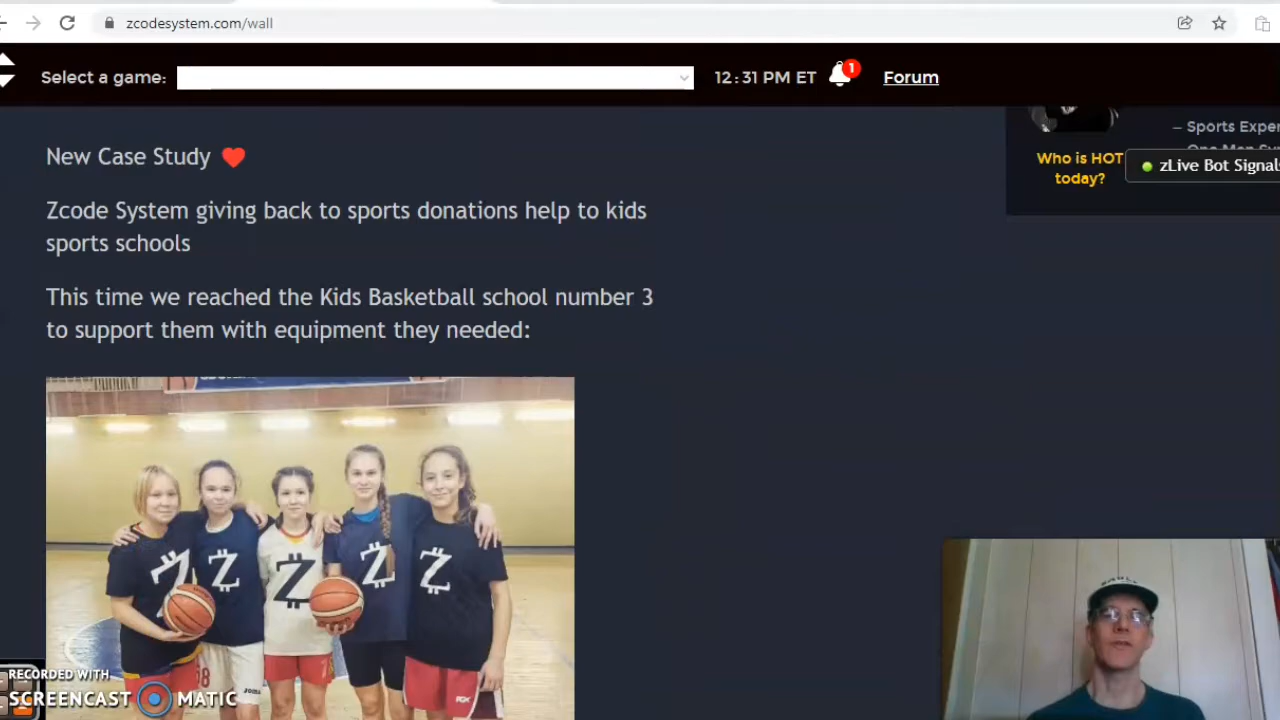 zcodesystem.com/wall
Select a game:
12:31 PM ET
1
Forum
– Sports Exper
Who is HOT
today?
zLive Bot Signals
New Case Study
Zcode System giving back to sports donations help to kids
sports schools
This time we reached the Kids Basketball school number 3
to support them with equipment they needed:
Z Z Z Z Z
RECORDED WITH
SCREENCAST MATIC